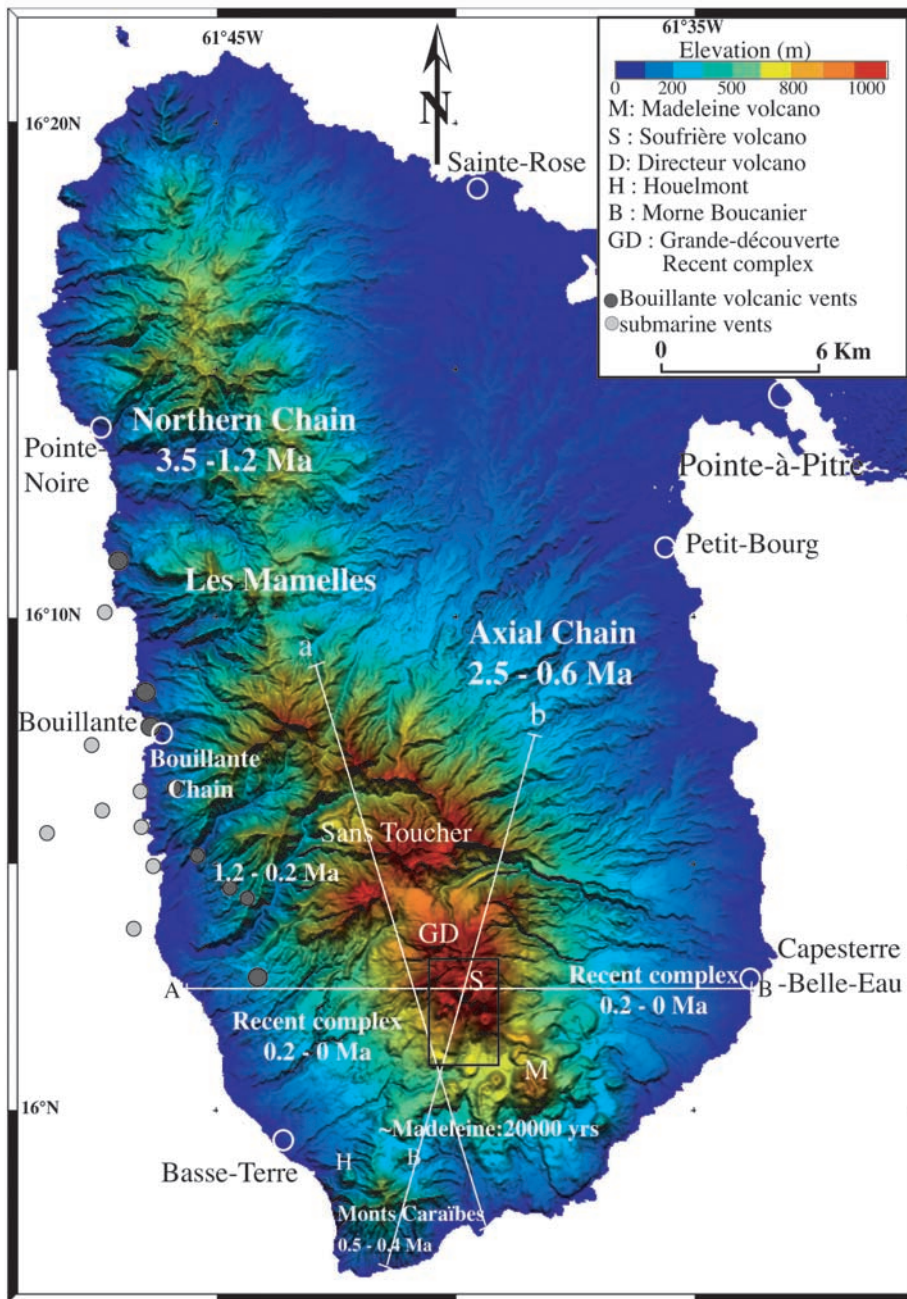 61°45W
61°35W
Elevation (m)
0 200 500 800 1000
M: Madeleine volcano
S : Soufrière volcano
D: Directeur volcano
H : Houelmont
B : Morne Boucanier
GD : Grande-découverte
Recent complex
Bouillante volcanic vents
submarine vents
0 6 Km
N
16°20N
Sainte-Rose
Northern Chain
3.5 -1.2 Ma
Pointe-
Noire
Pointe-à-Pitre
Petit-Bourg
Les Mamelles
16°10N
Axial Chain
2.5 - 0.6 Ma
a
b
Bouillante
Bouillante
Chain
Sans Toucher
1.2 - 0.2 Ma
GD
S
Capesterre
-Belle-Eau
A
B
Recent complex
0.2 - 0 Ma
Recent complex
0.2 - 0 Ma
M
16°N
~Madeleine:20000 yrs
B
H
Basse-Terre
Monts Caraïbes
0.5 - 0.4 Ma